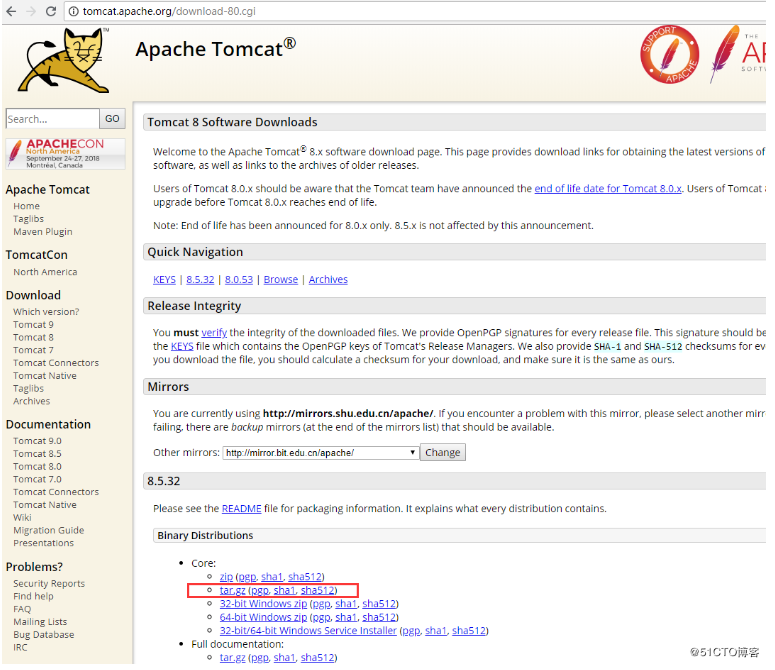 tomcat.apache.org/download-80.cgi
Apache Tomcat®
TM
SUPPORT APACHE
THE
AP
SOFTW
Search... GO
APACHECON
North America
September 24-27, 2018
Montréal, Canada
Apache Tomcat
Home
Taglibs
Maven Plugin
TomcatCon
North America
Download
Which version?
Tomcat 9
Tomcat 8
Tomcat 7
Tomcat Connectors
Tomcat Native
Taglibs
Archives
Documentation
Tomcat 9.0
Tomcat 8.5
Tomcat 8.0
Tomcat 7.0
Tomcat Connectors
Tomcat Native
Wiki
Migration Guide
Presentations
Problems?
Security Reports
Find help
FAQ
Mailing Lists
Bug Database
IRC
Tomcat 8 Software Downloads
Welcome to the Apache Tomcat® 8.x software download page. This page provides download links for obtaining the latest versions of
software, as well as links to the archives of older releases.
Users of Tomcat 8.0.x should be aware that the Tomcat team have announced the end of life date for Tomcat 8.0.x. Users of Tomcat
upgrade before Tomcat 8.0.x reaches end of life.
Note: End of life has been announced for 8.0.x only. 8.5.x is not affected by this announcement.
Quick Navigation
KEYS | 8.5.32 | 8.0.53 | Browse | Archives
Release Integrity
You must verify the integrity of the downloaded files. We provide OpenPGP signatures for every release file. This signature should be
the KEYS file which contains the OpenPGP keys of Tomcat's Release Managers. We also provide SHA-1 and SHA-512 checksums for eve
you download the file, you should calculate a checksum for your download, and make sure it is the same as ours.
Mirrors
You are currently using http://mirrors.shu.edu.cn/apache/. If you encounter a problem with this mirror, please select another mirr
failing, there are backup mirrors (at the end of the mirrors list) that should be available.
Other mirrors: http://mirror.bit.edu.cn/apache/ Change
8.5.32
Please see the README file for packaging information. It explains what every distribution contains.
Binary Distributions
Core:
zip (pgp, sha1, sha512)
tar.gz (pgp, sha1, sha512)
32-bit Windows zip (pgp, sha1, sha512)
64-bit Windows zip (pgp, sha1, sha512)
32-bit/64-bit Windows Service Installer (pgp, sha1, sha512)
Full documentation:
tar.gz (pgp, sha1, sha512)
@51CTO博客